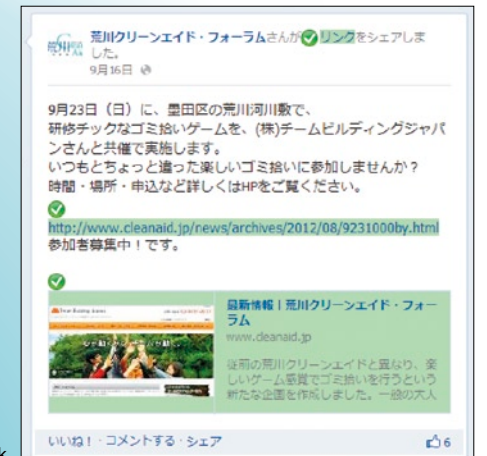 荒川クリーンエイド・フォーラムさんがリンクをシェアしま
した。
9月16日
9月23日（日）に、墨田区の荒川河川敷で、
研修チックなゴミ拾いゲームを、(株)チームビルディングジャパ
ンさんと共催で実施します。
いつもとちょっと違った楽しいゴミ拾いに参加しませんか？
時間・場所・申込など詳しくはHPをご覧ください。
http://www.cleanaid.jp/news/archives/2012/08/9231000by.html
参加者募集中！です。
最新情報 | 荒川クリーンエイド・フォー
ラム
www.cleanaid.jp
従前の荒川クリーンエイドと異なり、楽
しいゲーム感覚でゴミ拾いを行うという
新たな企画を作成しました。一般の大人
いいね！・コメントする・シェア
6